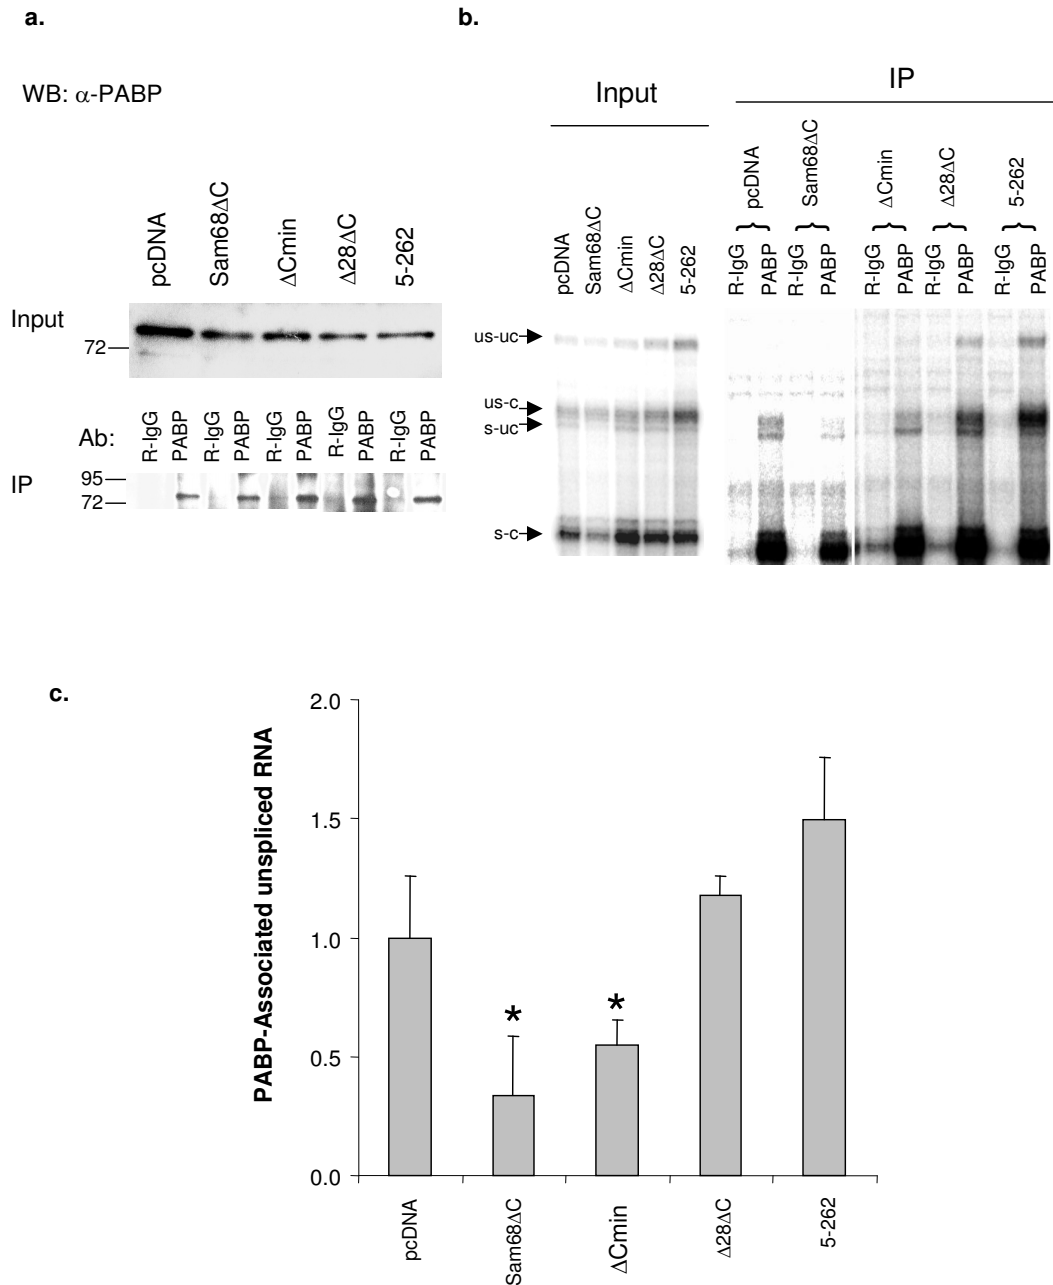 a.
WB: α-PABP
pcDNA
Sam68ΔC
ΔCmin
Δ28ΔC
5-262
Input
72
Ab:
R-IgG
PABP
R-IgG
PABP
R-IgG
PABP
R-IgG
PABP
R-IgG
PABP
IP
95
72
b.
Input
IP
pcDNA
Sam68ΔC
ΔCmin
Δ28ΔC
5-262
pcDNA
Sam68ΔC
ΔCmin
Δ28ΔC
5-262
R-IgG
PABP
R-IgG
PABP
R-IgG
PABP
R-IgG
PABP
R-IgG
PABP
us-uc
us-c
s-uc
s-c
c.
PABP-Associated unspliced RNA
2.0
1.5
1.0
0.5
0.0
*
*
pcDNA
Sam68ΔC
ΔCmin
Δ28ΔC
5-262